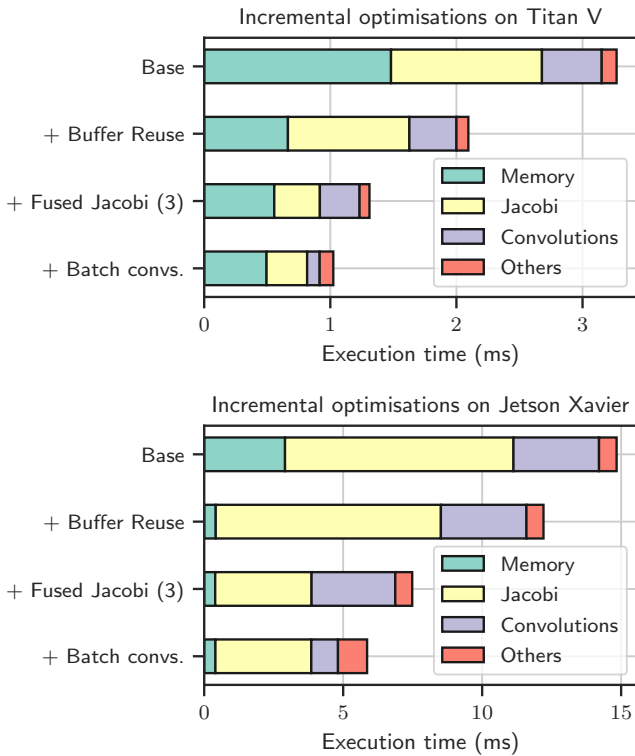 Incremental optimisations on Titan V
Base
+ Buffer Reuse
+ Fused Jacobi (3)
+ Batch convs.
Memory
Jacobi
Convolutions
Others
0 1 2 3
Execution time (ms)
Incremental optimisations on Jetson Xavier
Base
+ Buffer Reuse
+ Fused Jacobi (3)
+ Batch convs.
Memory
Jacobi
Convolutions
Others
0 5 10 15
Execution time (ms)